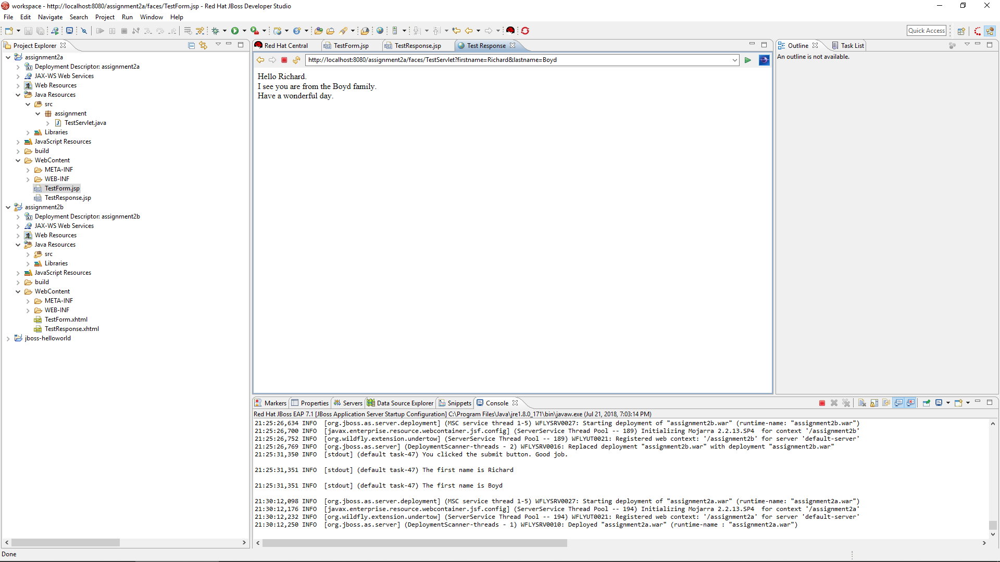 workspace - http://localhost:8080/assignment2a/faces/TestForm.jsp - Red Hat JBoss Developer Studio
File Edit Navigate Search Project Run Window Help
Quick Access
Project Explorer
assignment2a
Deployment Descriptor: assignment2a
JAX-WS Web Services
Web Resources
Java Resources
src
assignment
TestServlet.java
Libraries
JavaScript Resources
build
WebContent
META-INF
WEB-INF
TestForm.jsp
TestResponse.jsp
assignment2b
Deployment Descriptor: assignment2b
JAX-WS Web Services
Web Resources
Java Resources
src
Libraries
JavaScript Resources
build
WebContent
META-INF
WEB-INF
TestForm.xhtml
TestResponse.xhtml
jboss-helloworld
Red Hat Central TestForm.jsp TestResponse.jsp Test Response
http://localhost:8080/assignment2a/faces/TestServlet?firstname=Richard&lastname=Boyd
Hello Richard.
I see you are from the Boyd family.
Have a wonderful day.
Outline Task List
An outline is not available.
Markers Properties Servers Data Source Explorer Snippets Console
Red Hat JBoss EAP 7.1 [JBoss Application Server Startup Configuration] C:\Program Files\Java\jre1.8.0_171\bin\javaw.exe (Jul 21, 2018, 7:03:14 PM)
21:25:26,634 INFO [org.jboss.as.server.deployment] (MSC service thread 1-5) WFLYSRV0027: Starting deployment of "assignment2b.war" (runtime-name: "assignment2b.war")
21:25:26,700 INFO [javax.enterprise.resource.webcontainer.jsf.config] (ServerService Thread Pool -- 189) Initializing Mojarra 2.2.13.SP4 for context '/assignment2b'
21:25:26,752 INFO [org.wildfly.extension.undertow] (ServerService Thread Pool -- 189) WFLYUT0021: Registered web context: '/assignment2b' for server 'default-server'
21:25:26,769 INFO [org.jboss.as.server] (DeploymentScanner-threads - 2) WFLYSRV0016: Replaced deployment "assignment2b.war" with deployment "assignment2b.war"
21:25:31,350 INFO [stdout] (default task-47) You clicked the submit button. Good job.
21:25:31,351 INFO [stdout] (default task-47) The first name is Richard
21:25:31,351 INFO [stdout] (default task-47) The first name is Boyd
21:30:12,098 INFO [org.jboss.as.server.deployment] (MSC service thread 1-5) WFLYSRV0027: Starting deployment of "assignment2a.war" (runtime-name: "assignment2a.war")
21:30:12,176 INFO [javax.enterprise.resource.webcontainer.jsf.config] (ServerService Thread Pool -- 194) Initializing Mojarra 2.2.13.SP4 for context '/assignment2a'
21:30:12,232 INFO [org.wildfly.extension.undertow] (ServerService Thread Pool -- 194) WFLYUT0021: Registered web context: '/assignment2a' for server 'default-server'
21:30:12,250 INFO [org.jboss.as.server] (DeploymentScanner-threads - 1) WFLYSRV0010: Deployed "assignment2a.war" (runtime-name : "assignment2a.war")
Done